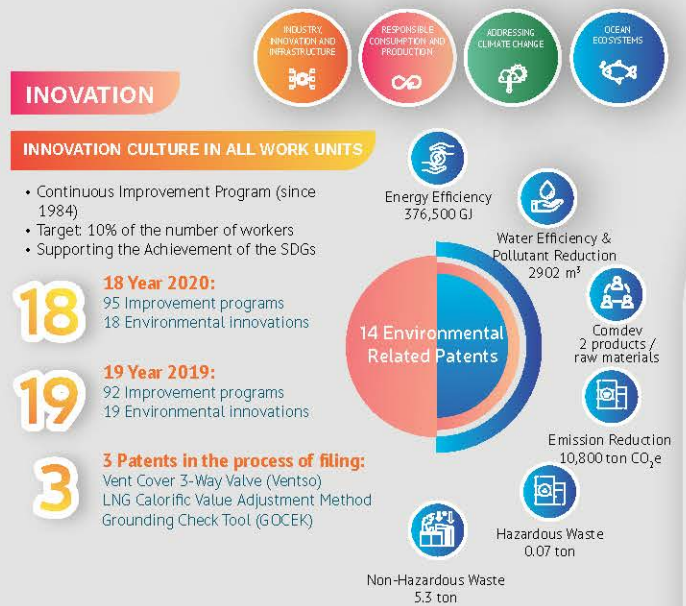 INDUSTRY,
INNOVATION AND
INFRASTRUCTURE
RESPONSIBLE
CONSUMPTION AND
PRODUCTION
ADDRESSING
CLIMATE CHANGE
OCEAN
ECOSYSTEMS
INOVATION
INNOVATION CULTURE IN ALL WORK UNITS
• Continuous Improvement Program (since
1984)
• Target: 10% of the number of workers
• Supporting the Achievement of the SDGs
18
18 Year 2020:
95 Improvement programs
18 Environmental innovations
19
19 Year 2019:
92 Improvement programs
19 Environmental innovations
3
3 Patents in the process of filing:
Vent Cover 3-Way Valve (Ventso)
LNG Calorific Value Adjustment Method
Grounding Check Tool (GOCEK)
14 Environmental
Related Patents
Energy Efficiency
376,500 GJ
Water Efficiency &
Pollutant Reduction
2902 m³
Comdev
2 products /
raw materials
Emission Reduction
10,800 ton CO₂e
Hazardous Waste
0.07 ton
Non-Hazardous Waste
5.3 ton